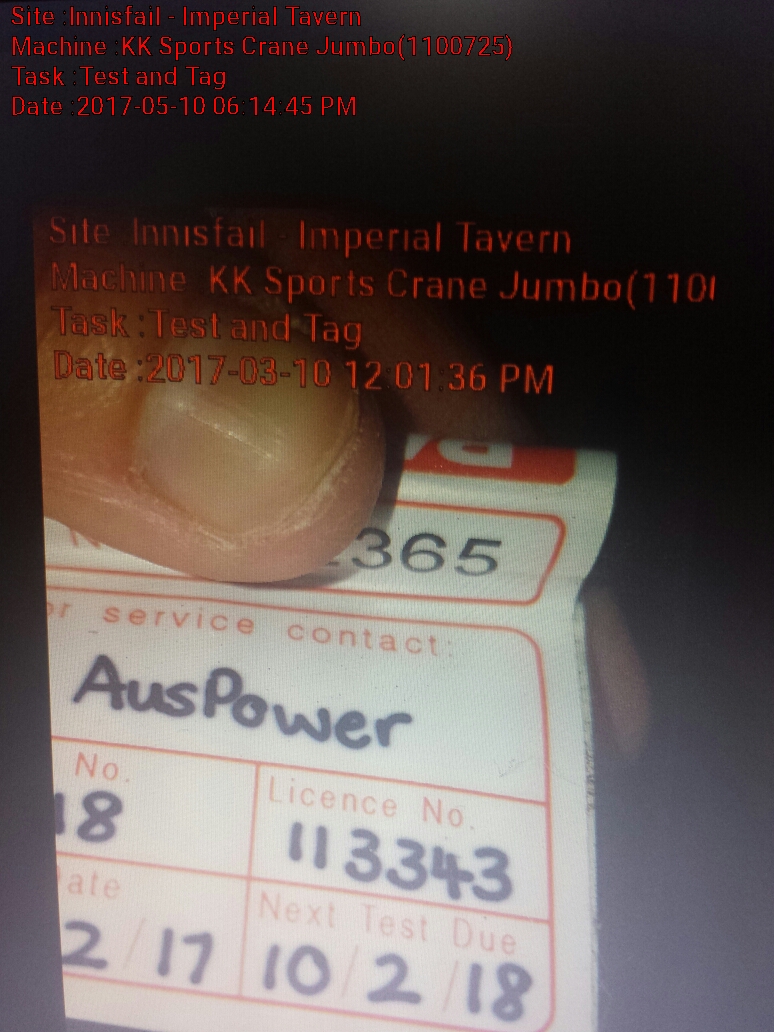 Site :Innisfail - Imperial Tavern
Machine :KK Sports Crane Jumbo(1100725)
Task :Test and Tag
Date :2017-05-10 06:14:45 PM
Site :Innisfail - Imperial Tavern
Machine :KK Sports Crane Jumbo(110
Task :Test and Tag
Date :2017-03-10 12:01:36 PM
365
or service contact:
AusPower
No.
18
Licence No.
113343
ate
2/17
Next Test Due
10/2/18